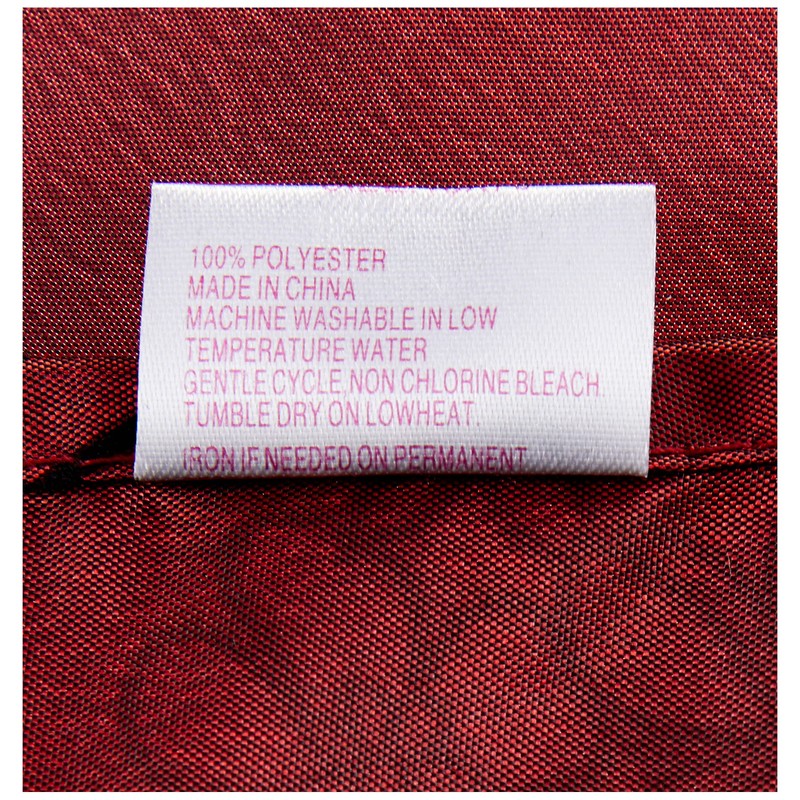 100% POLYESTER
MADE IN CHINA
MACHINE WASHABLE IN LOW
TEMPERATURE WATER
GENTLE CYCLE, NON CHLORINE BLEACH.
TUMBLE DRY ON LOWHEAT.
IRON IF NEEDED ON PERMANENT